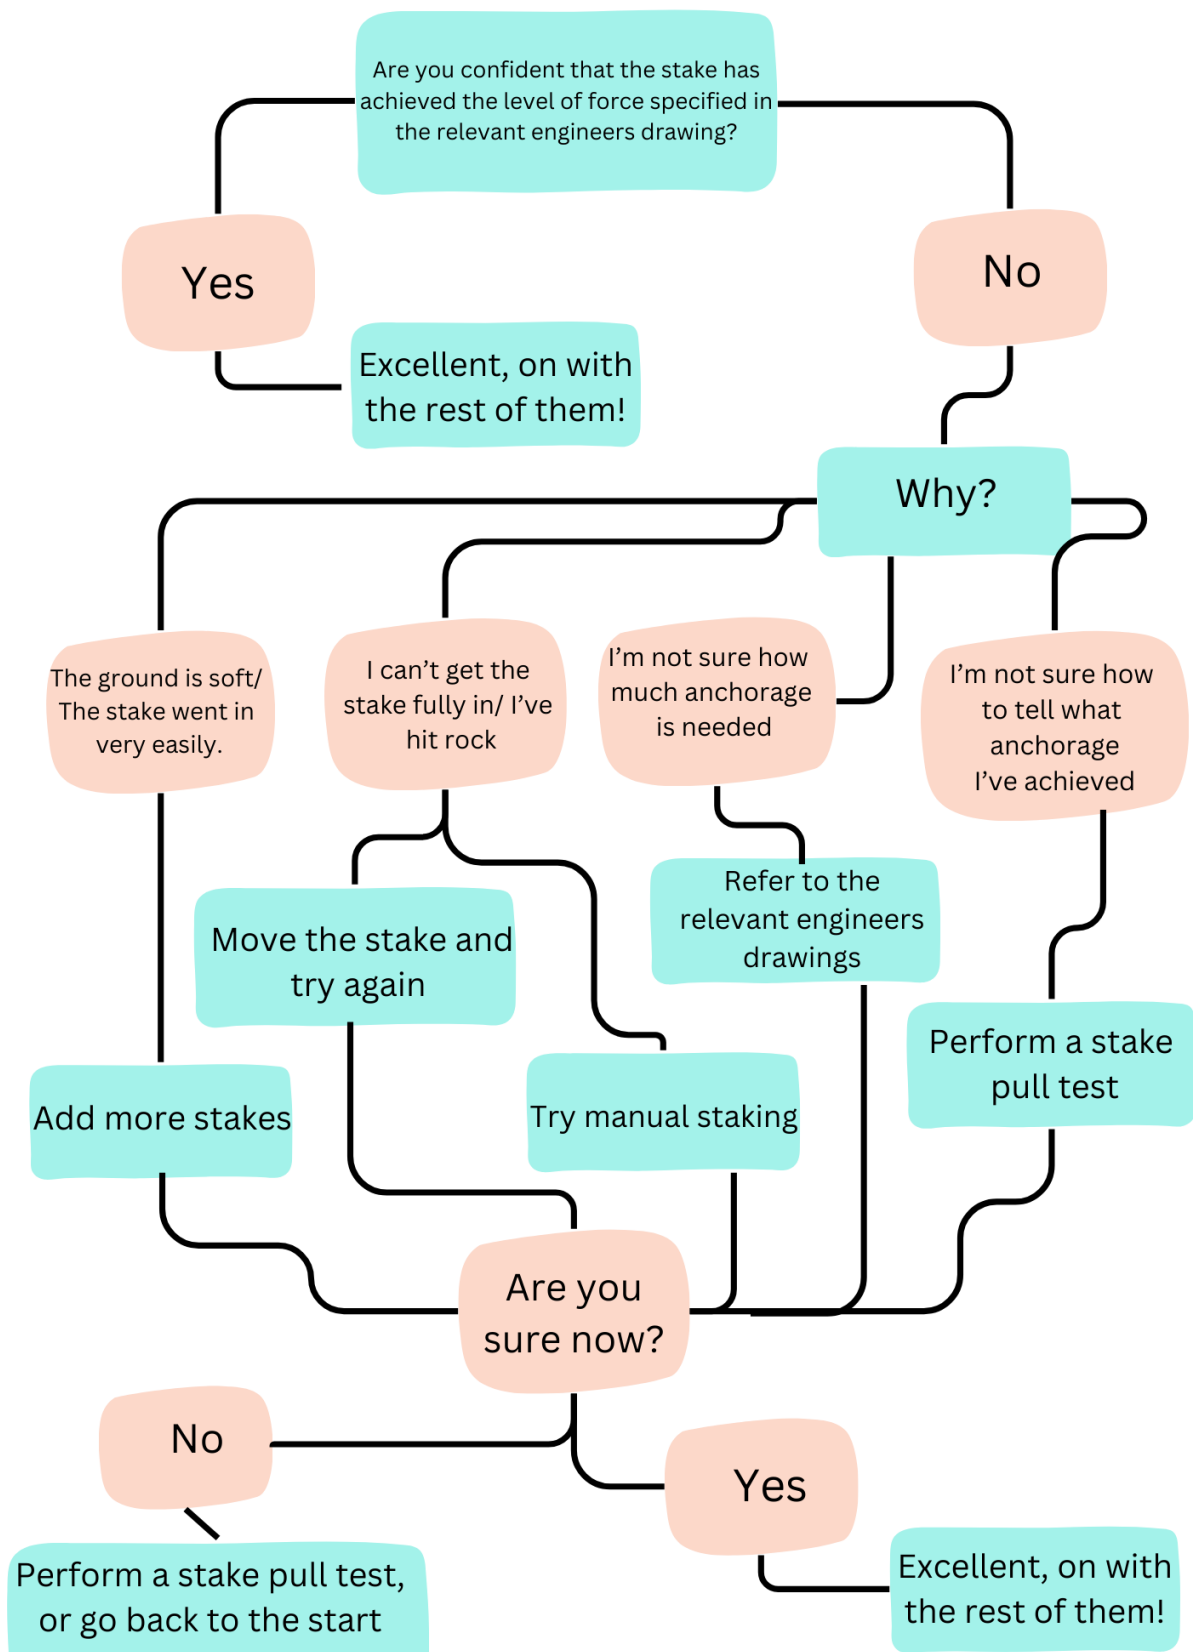 Are you confident that the stake has
achieved the level of force specified in
the relevant engineers drawing?
Yes
No
Excellent, on with
the rest of them!
Why?
The ground is soft/
The stake went in
very easily.
I can’t get the
stake fully in/ I’ve
hit rock
I’m not sure how
much anchorage
is needed
I’m not sure how
to tell what
anchorage
I’ve achieved
Move the stake and
try again
Refer to the
relevant engineers
drawings
Perform a stake
pull test
Add more stakes
Try manual staking
Are you
sure now?
No
Yes
Perform a stake pull test,
or go back to the start
Excellent, on with
the rest of them!